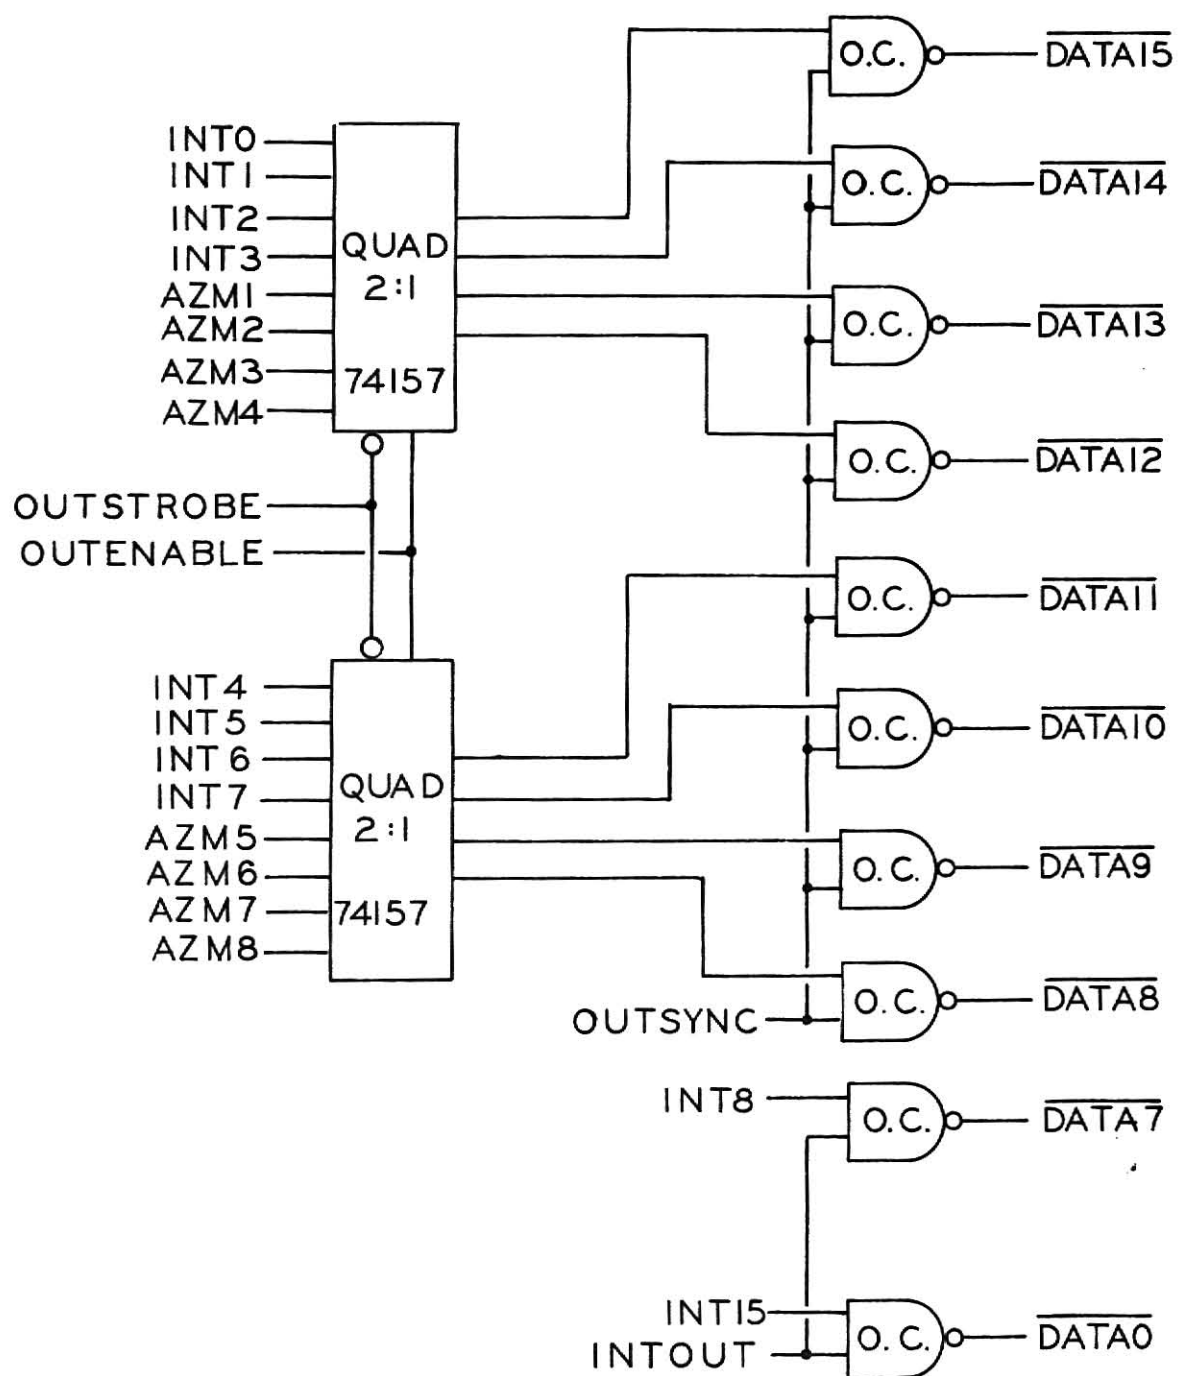 O.C.
DATA15
INT0
INT1
INT2
INT3
AZM1
AZM2
AZM3
AZM4
QUAD
2:1
74157
O.C.
DATA14
O.C.
DATA13
O.C.
DATA12
OUTSTROBE
OUTENABLE
O.C.
DATA11
INT4
INT5
INT6
INT7
AZM5
AZM6
AZM7
AZM8
QUAD
2:1
74157
O.C.
DATA10
O.C.
DATA9
O.C.
DATA8
OUTSYNC
INT8
O.C.
DATA7
INT15
INTOUT
O.C.
DATA0